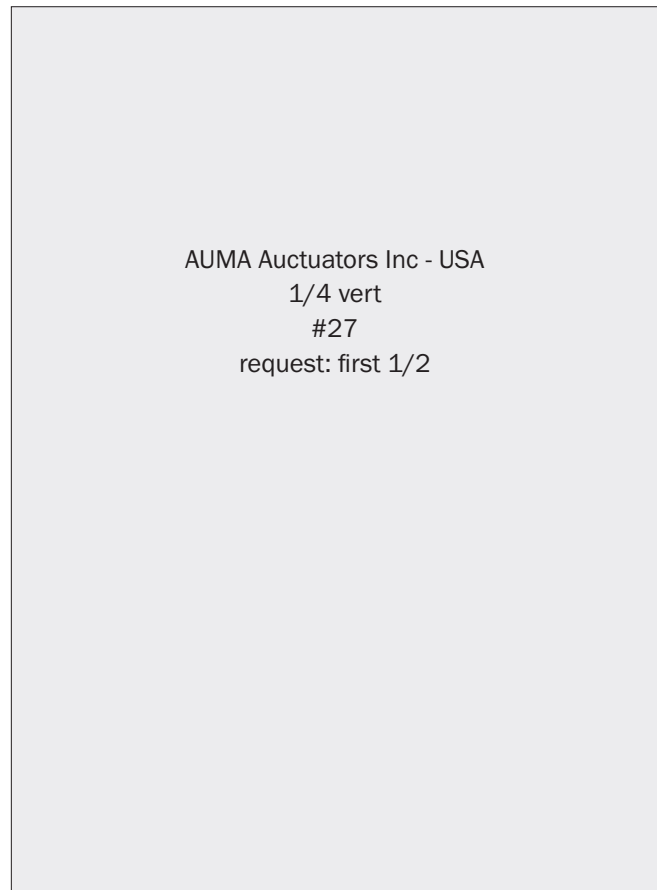 AUMA Auctuators Inc - USA
1/4 vert
#27
request: first 1/2